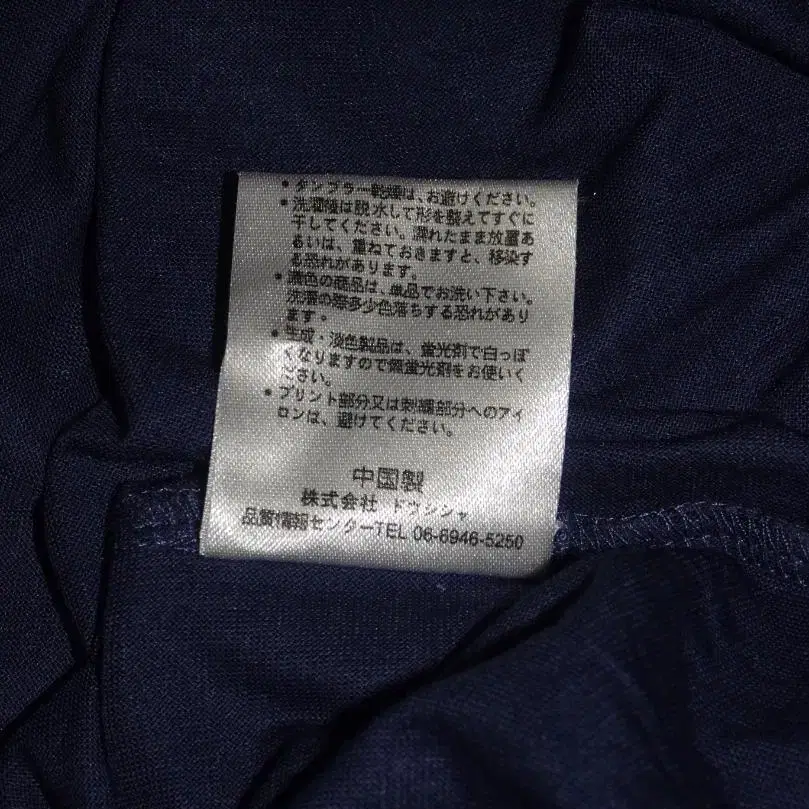 ・タンブラー乾燥は、お避けください。
・洗濯後は脱水して形を整えてすぐに
干してください。濡れたまま放置あ
るいは、重ねておきますと、移染す
る恐れがあります。
・濃色の商品は、単品でお洗い下さい。
洗濯の際多少色落ちする恐れがあり
ます。
・生成・淡色製品は、蛍光剤で白っぽ
くなりますので無蛍光剤をお使いく
ださい。
・プリント部分又は刺繍部分へのアイ
ロンは、避けてください。
中国製
株式会社 ドウシシャ
品質情報センターTEL 06-6946-5250